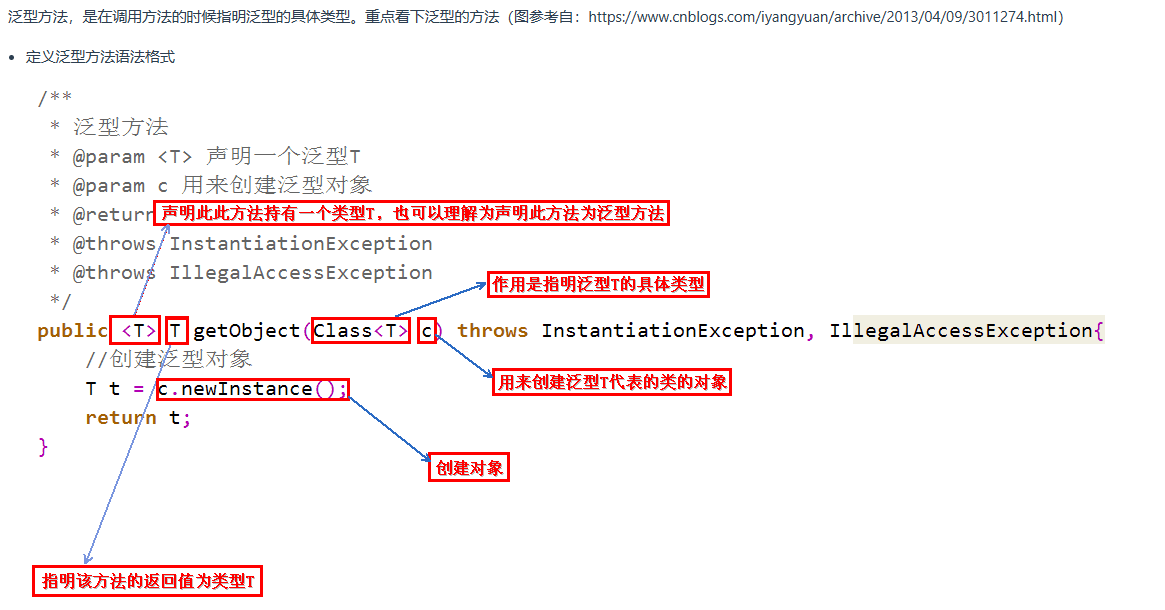 泛型方法，是在调用方法的时候指明泛型的具体类型。重点看下泛型的方法（图参考自：https://www.cnblogs.com/iyangyuan/archive/2013/04/09/3011274.html）
定义泛型方法语法格式
/**
* 泛型方法
* @param <T> 声明一个泛型T
* @param c 用来创建泛型对象
* @return 声明此此方法持有一个类型T，也可以理解为声明此方法为泛型方法
* @throws InstantiationException
* @throws IllegalAccessException
*/
作用是指明泛型T的具体类型
public <T> T getObject(Class<T> c) throws InstantiationException, IllegalAccessException{
//创建泛型对象
用来创建泛型T代表的类的对象
T t = c.newInstance();
return t;
}
创建对象
指明该方法的返回值为类型T